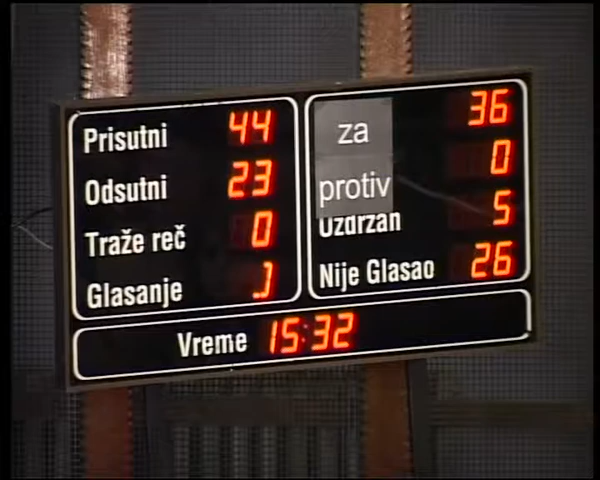 Prisutni 44
Odsutni 23
Traže reč 0
Glasanje
za 36
protiv 0
Uzdrzan 5
Nije Glasao 26
Vreme 15:32